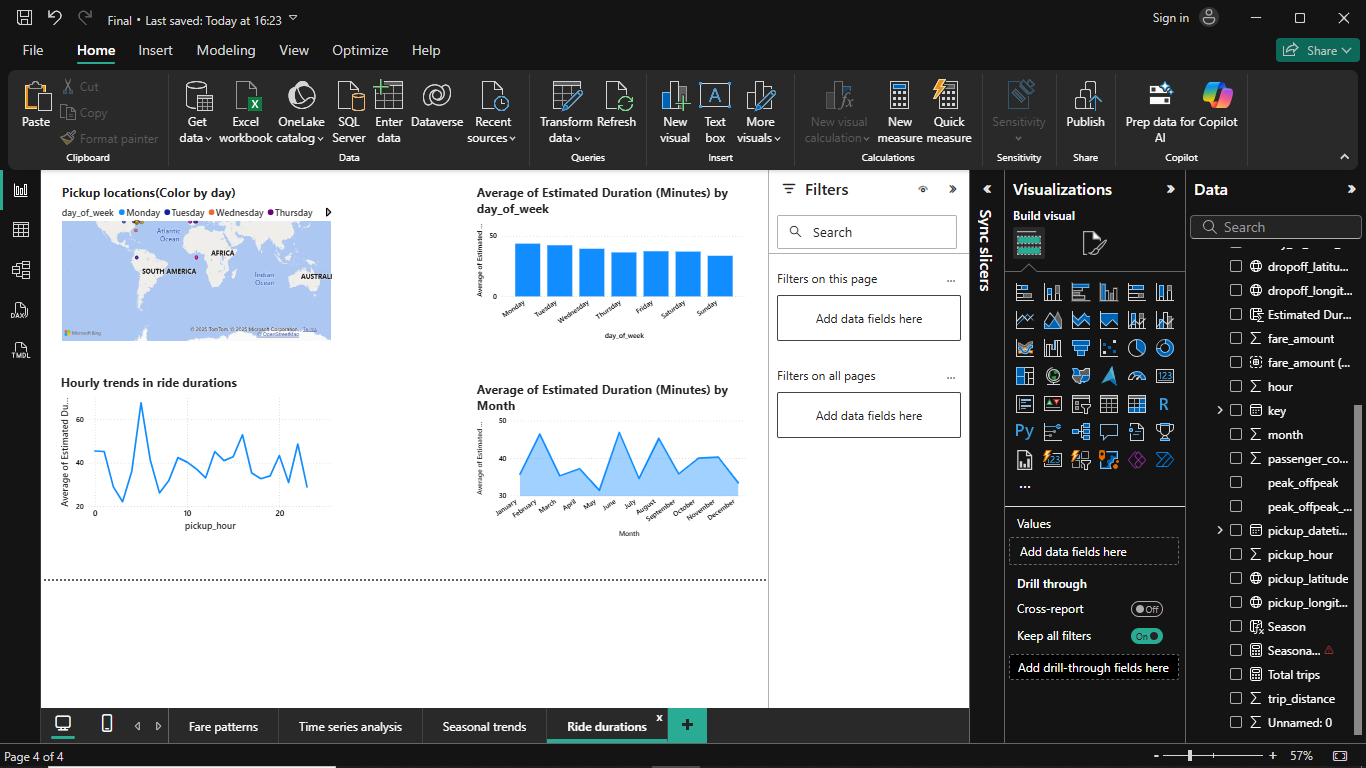 Final • Last saved: Today at 16:23
Sign in
File
Home
Insert
Modeling
View
Optimize
Help
Share
Paste
Cut
Copy
Format painter
Clipboard
Get data
Excel workbook
OneLake catalog
SQL Server
Enter data
Dataverse
Recent sources
Data
Transform data
Refresh
Queries
New visual
Text box
More visuals
Insert
New visual calculation
New measure
Quick measure
Calculations
Sensitivity
Sensitivity
Publish
Share
Prep data for AI
Copilot
Copilot
Pickup locations(Color by day)
day_of_week Monday Tuesday Wednesday Thursday
Atlantic Ocean
AFRICA
SOUTH AMERICA
Indian Ocean
AUSTRALI
Microsoft Bing
© 2025 TomTom, © 2025 Microsoft Corporation, Terms
© OpenStreetMap
Average of Estimated Duration (Minutes) by
day_of_week
Average of Estimated ...
50
0
Monday
Tuesday
Wednesday
Thursday
Friday
Saturday
Sunday
day_of_week
Hourly trends in ride durations
Average of Estimated Du...
60
40
20
0
10
20
pickup_hour
Average of Estimated Duration (Minutes) by
Month
Average of Estimated ...
50
40
30
January
February
March
April
May
June
July
August
September
October
November
December
Month
Filters
Search
Filters on this page
...
Add data fields here
Filters on all pages
...
Add data fields here
Sync slicers
Visualizations
Build visual
123
R
Py
123
...
Values
Add data fields here
Drill through
Cross-report
Off
Keep all filters
On
Add drill-through fields here
Data
Search
dropoff_latitu...
dropoff_longit...
Estimated Dur...
fare_amount
fare_amount (...
hour
key
month
passenger_co...
peak_offpeak
peak_offpeak_...
pickup_dateti...
pickup_hour
pickup_latitude
pickup_longit...
Season
Seasona...
Total trips
trip_distance
Unnamed: 0
DAX
TMDL
Fare patterns
Time series analysis
Seasonal trends
Ride durations
x
+
Page 4 of 4
-
+
57%